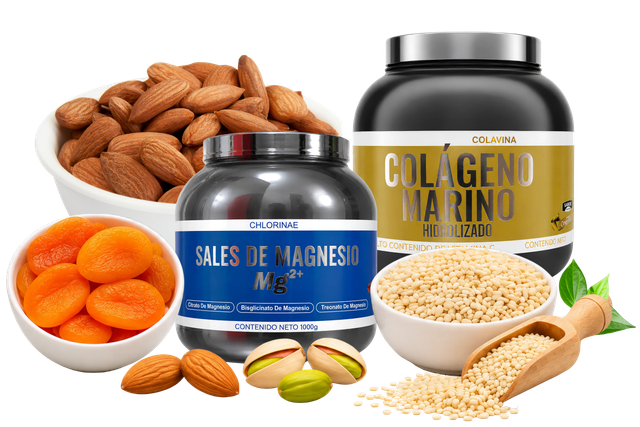 COLAVINA
COLÁGENO
MARINO
HIDROLIZADO
CONTENIDO
CHLORINAE
SALES DE MAGNESIO
Mg²⁺
Citrato De Magnesio
Bisglicinato De Magnesio
Treonato De Magnesio
CONTENIDO NETO 1000g